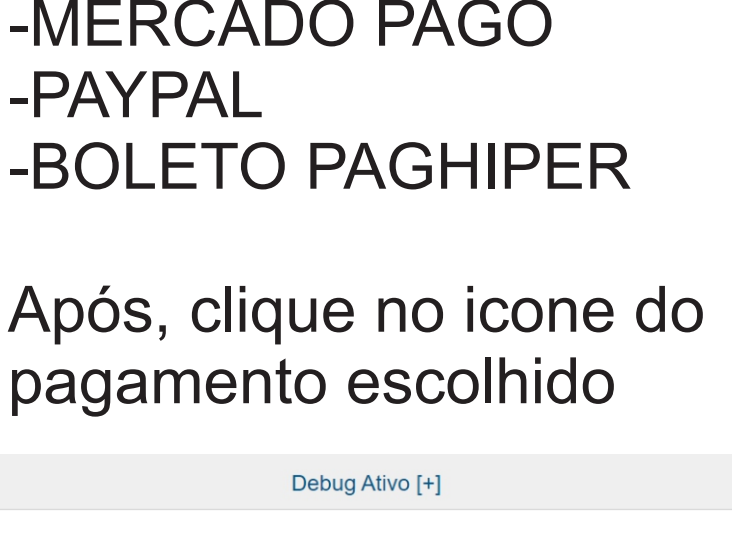 -MERCADO PAGO
-PAYPAL
-BOLETO PAGHIPER
Após, clique no icone do
pagamento escolhido
Debug Ativo [+]